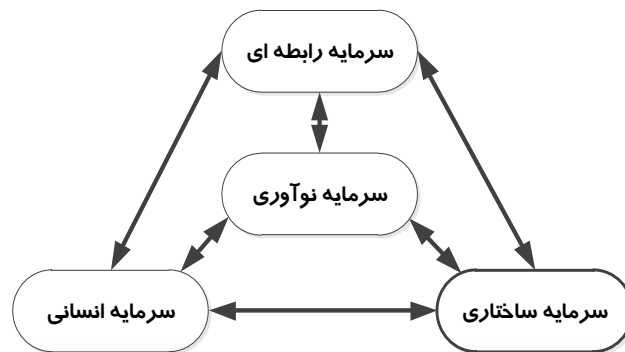 سرمایه رابطه ای
سرمایه نوآوری
سرمایه ساختاری
سرمایه انسانی